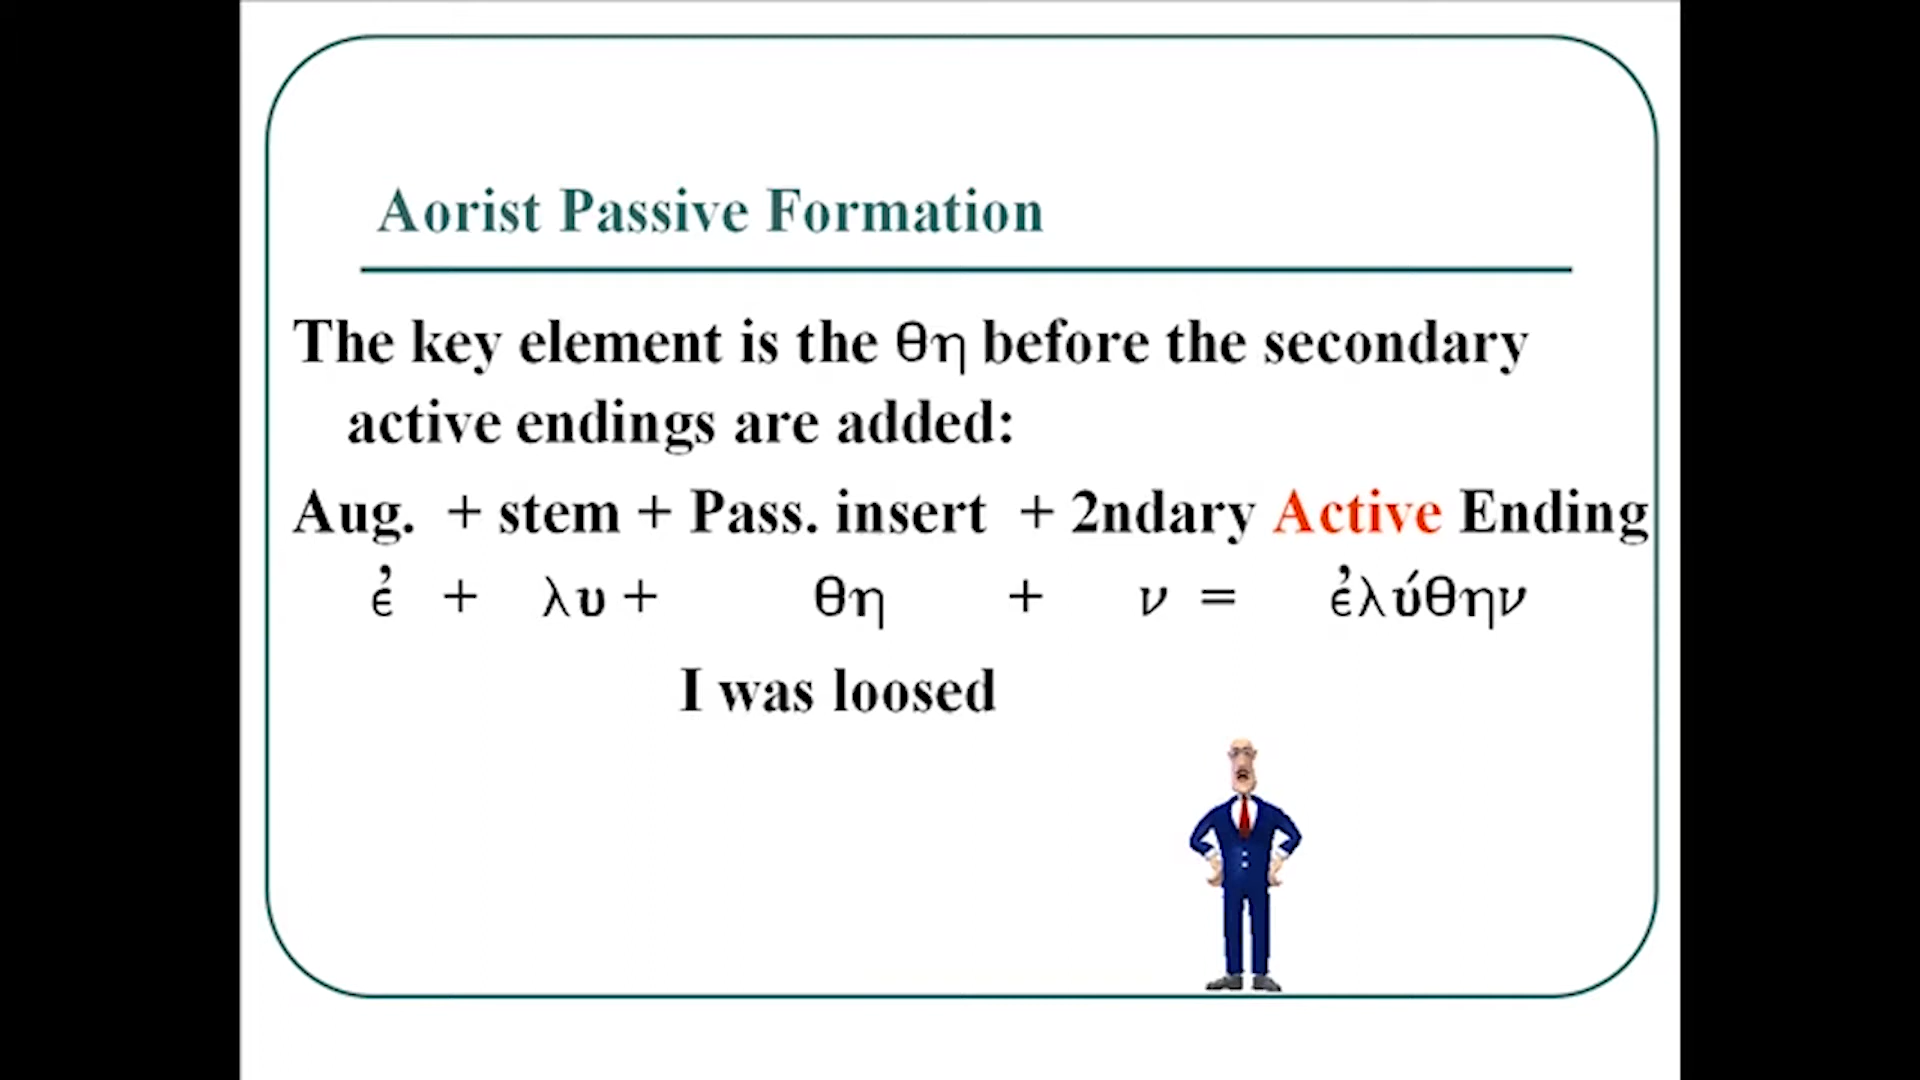 Aorist Passive Formation
The key element is the θη before the secondary
active endings are added:
Aug. + stem + Pass. insert + 2ndary Active Ending
ἐ + λυ + θη + ν = ἐλύθην
I was loosed